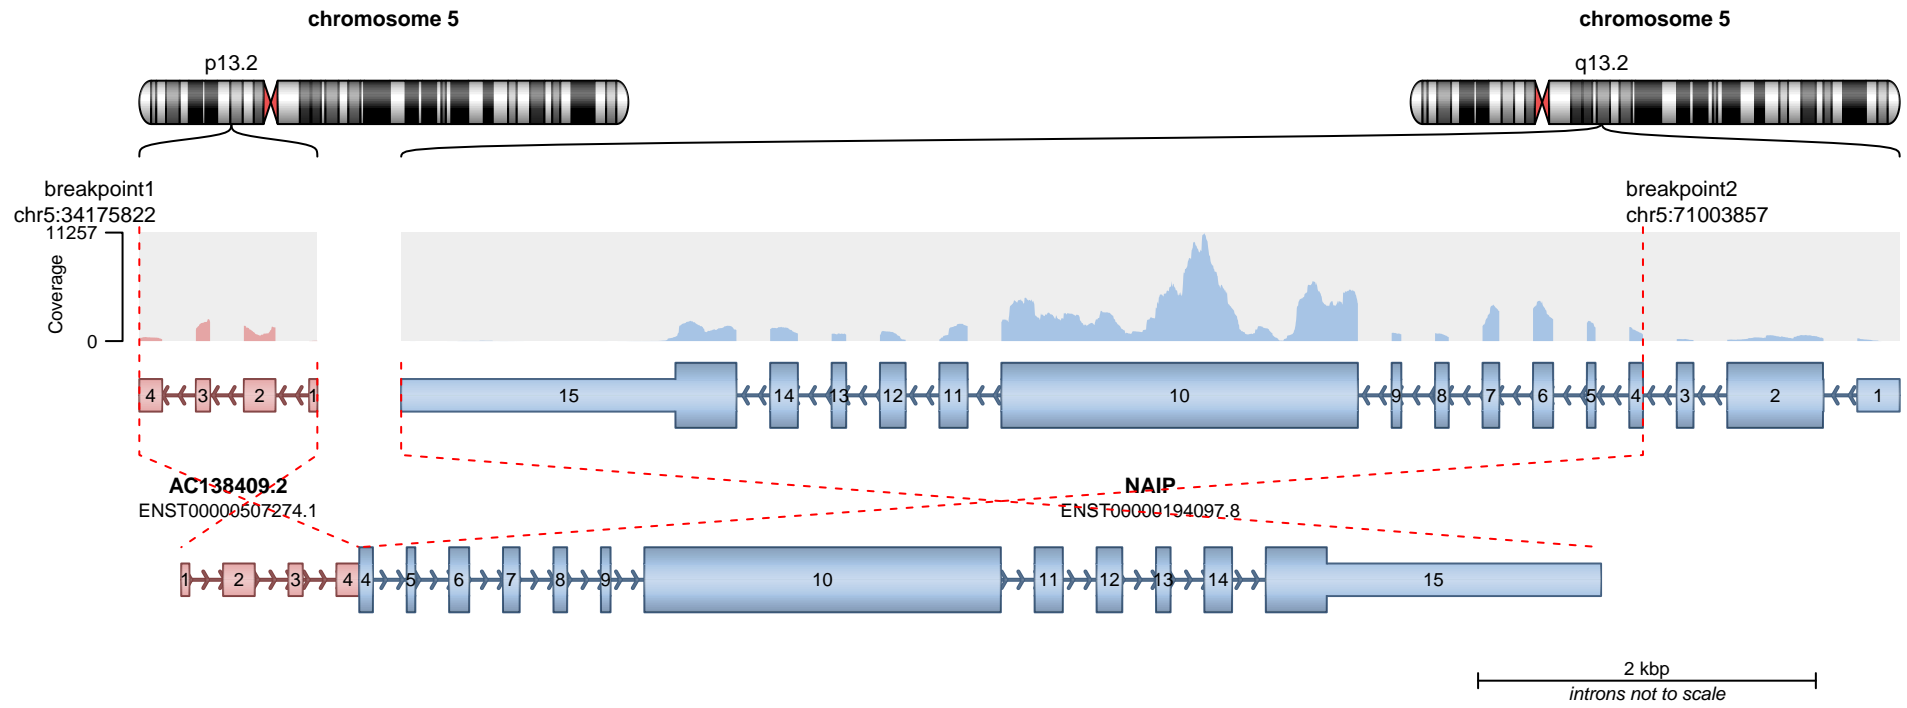 chromosome 5
chromosome 5
p13.2
q13.2
breakpoint1
chr5:34175822
breakpoint2
chr5:71003857
11257
Coverage
0
4 3 2 1
15 14 13 12 11 10 9 8 7 6 5 4 3 2 1
AC138409.2
ENST00000507274.1
NAIP
ENST00000194097.8
1 2 3 4 4 5 6 7 8 9 10 11 12 13 14 15
2 kbp
introns not to scale